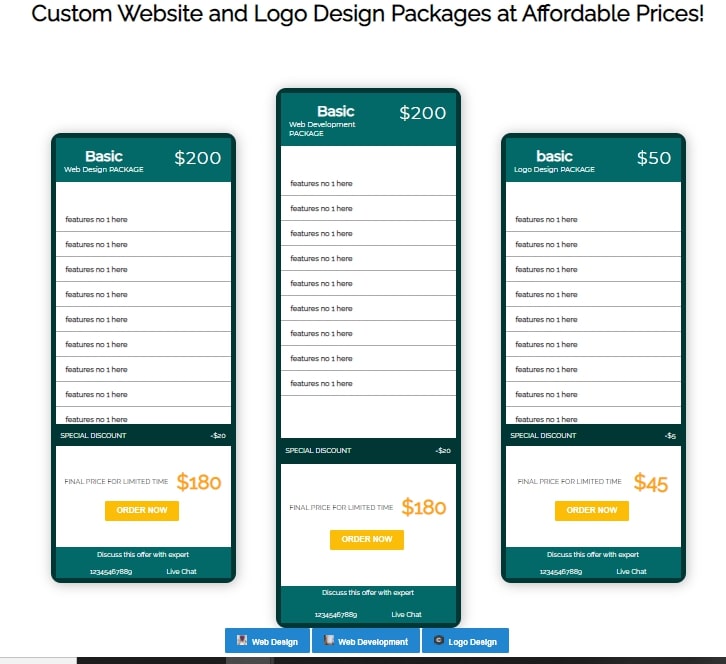 Custom Website and Logo Design Packages at Affordable Prices!
Basic $200
Web Design PACKAGE
features no 1 here
features no 1 here
features no 1 here
features no 1 here
features no 1 here
features no 1 here
features no 1 here
features no 1 here
features no 1 here
SPECIAL DISCOUNT -$20
FINAL PRICE FOR LIMITED TIME $180
ORDER NOW
Discuss this offer with expert
12345467889 Live Chat
Basic $200
Web Development
PACKAGE
features no 1 here
features no 1 here
features no 1 here
features no 1 here
features no 1 here
features no 1 here
features no 1 here
features no 1 here
features no 1 here
SPECIAL DISCOUNT -$20
FINAL PRICE FOR LIMITED TIME $180
ORDER NOW
Discuss this offer with expert
12345467889 Live Chat
basic $50
Logo Design PACKAGE
features no 1 here
features no 1 here
features no 1 here
features no 1 here
features no 1 here
features no 1 here
features no 1 here
features no 1 here
features no 1 here
SPECIAL DISCOUNT -$5
FINAL PRICE FOR LIMITED TIME $45
ORDER NOW
Discuss this offer with expert
12345467889 Live Chat
Web Design Web Development Logo Design